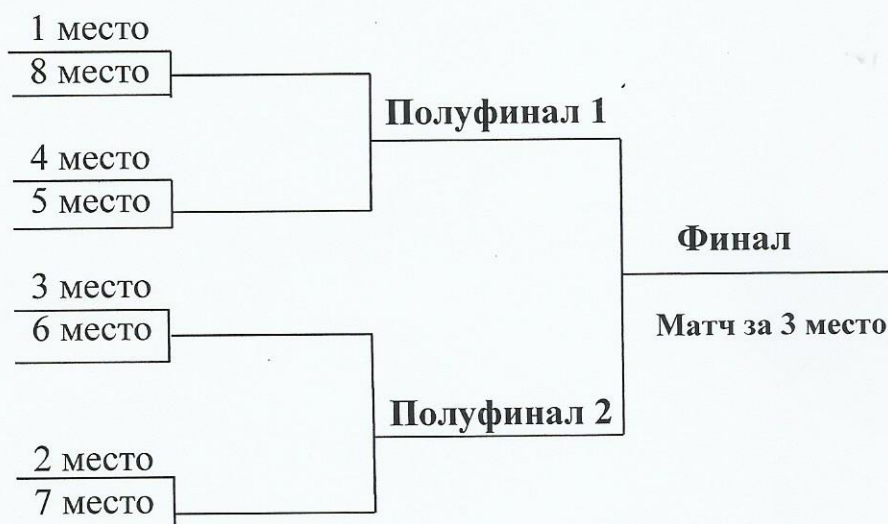 1 место
8 место
Полуфинал 1
4 место
5 место
Финал
3 место
6 место
Матч за 3 место
Полуфинал 2
2 место
7 место